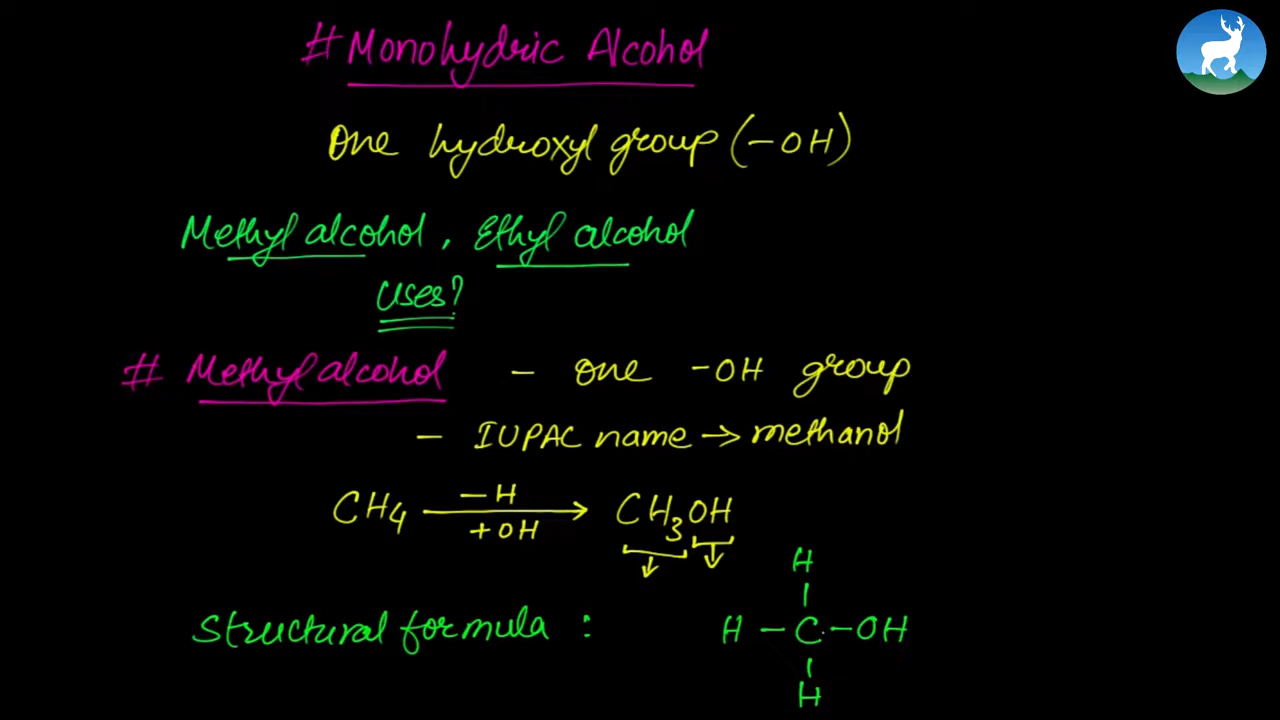 # Monohydric Alcohol
One hydroxyl group (-OH)
Methyl alcohol, Ethyl alcohol
Uses?
# Methyl alcohol - one -OH group
- IUPAC name → methanol
CH4 -H +OH → CH3OH
H
Structural formula : H - C - OH
H